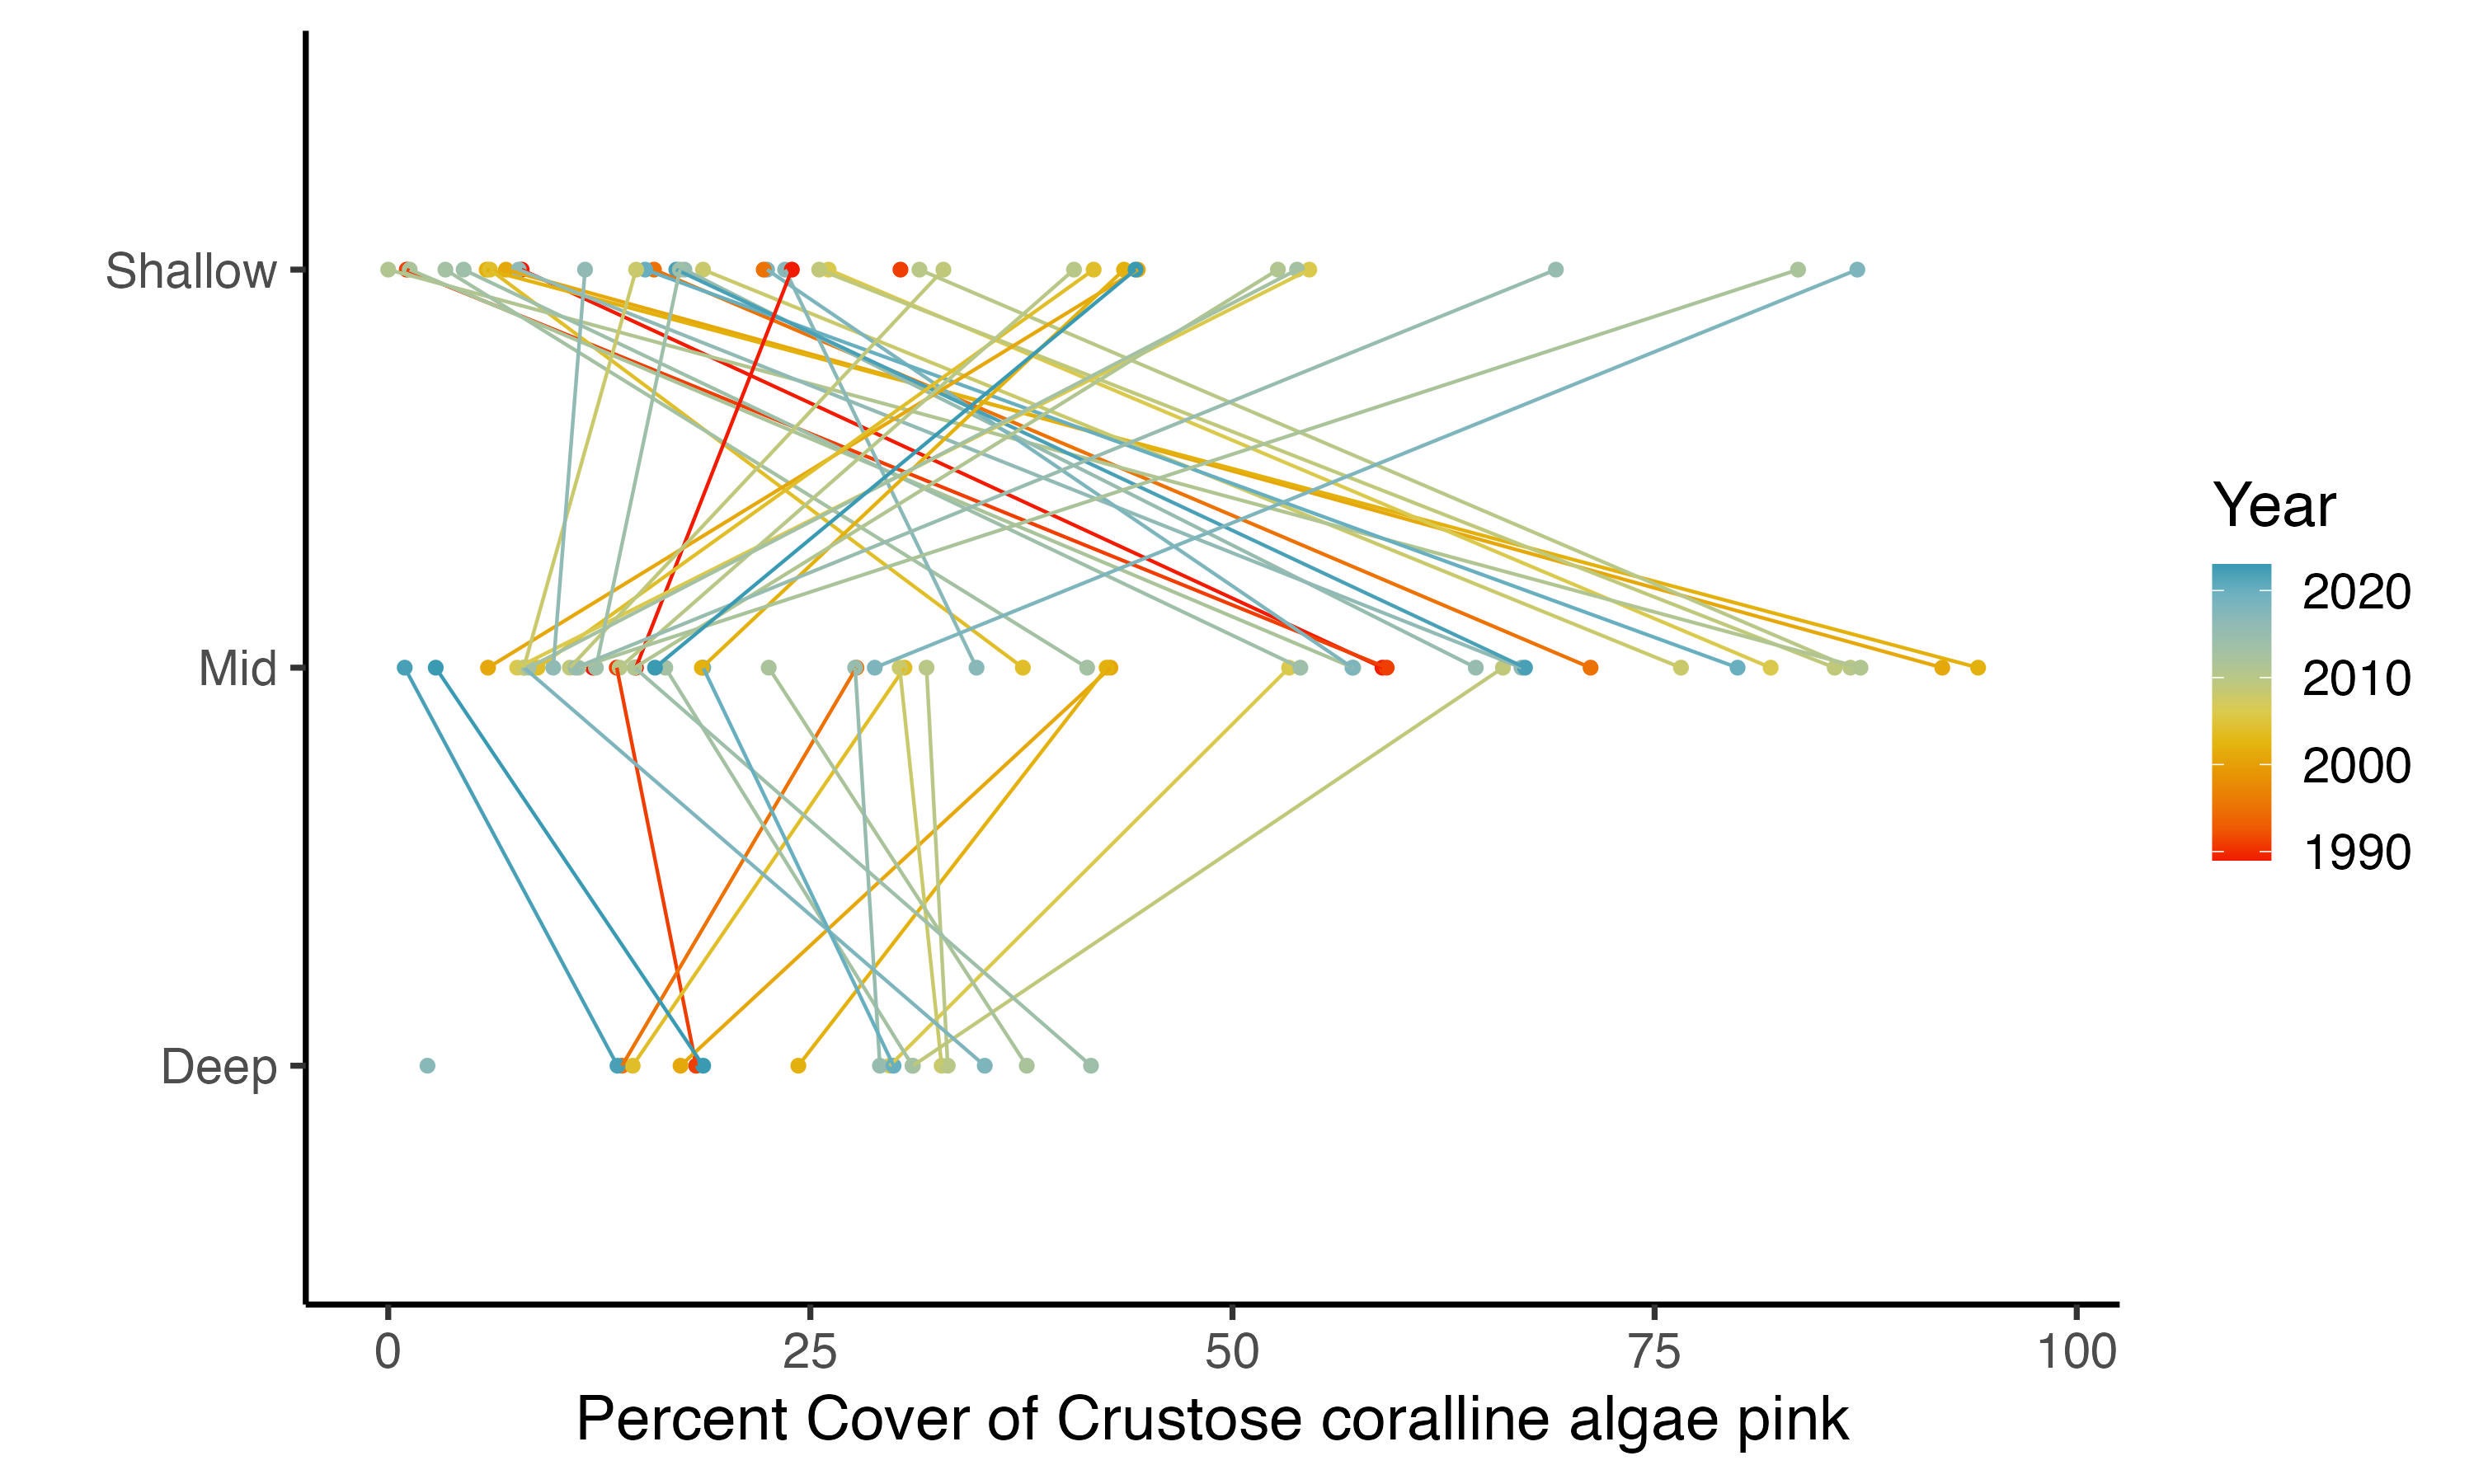 Shallow
Mid
Deep
0 25 50 75 100
Percent Cover of Crustose coralline algae pink
Year
2020
2010
2000
1990